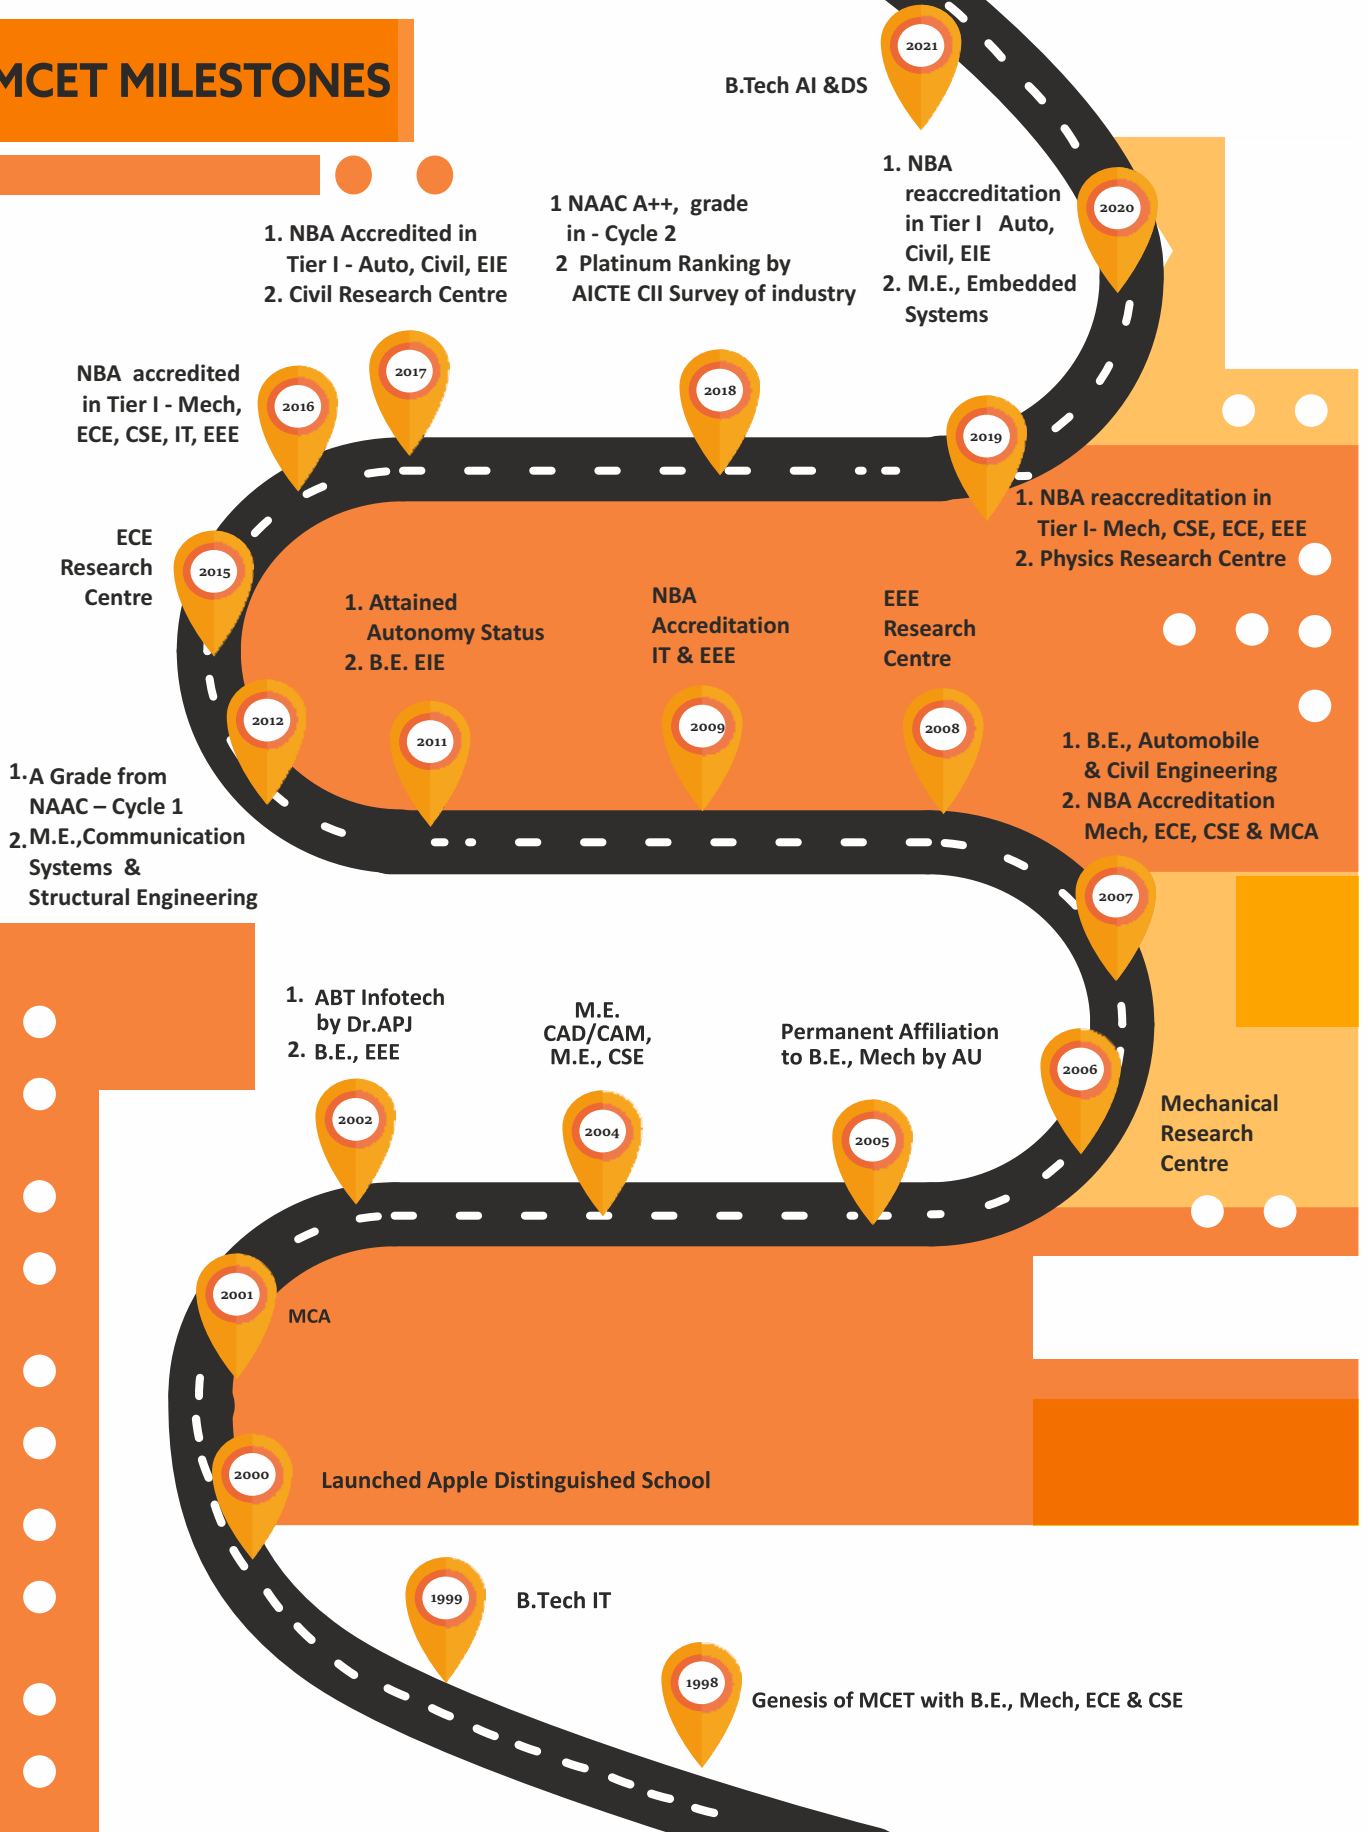 MCET MILESTONES
2021
B.Tech AI &DS
1. NBA
reaccreditation
in Tier I Auto,
Civil, EIE
2. M.E., Embedded
Systems
2020
1 NAAC A++, grade
in - Cycle 2
2 Platinum Ranking by
AICTE CII Survey of industry
1. NBA Accredited in
Tier I - Auto, Civil, EIE
2. Civil Research Centre
NBA accredited
in Tier I - Mech,
ECE, CSE, IT, EEE
2016
2017
2018
2019
1. NBA reaccreditation in
Tier I- Mech, CSE, ECE, EEE
2. Physics Research Centre
ECE
Research
Centre
2015
1. Attained
Autonomy Status
2. B.E. EIE
NBA
Accreditation
IT & EEE
EEE
Research
Centre
2012
2011
2009
2008
1. B.E., Automobile
& Civil Engineering
2. NBA Accreditation
Mech, ECE, CSE & MCA
1. A Grade from
NAAC – Cycle 1
2. M.E.,Communication
Systems &
Structural Engineering
2007
1. ABT Infotech
by Dr.APJ
2. B.E., EEE
M.E.
CAD/CAM,
M.E., CSE
Permanent Affiliation
to B.E., Mech by AU
2006
Mechanical
Research
Centre
2002
2004
2005
2001
MCA
2000
Launched Apple Distinguished School
1999
B.Tech IT
1998
Genesis of MCET with B.E., Mech, ECE & CSE